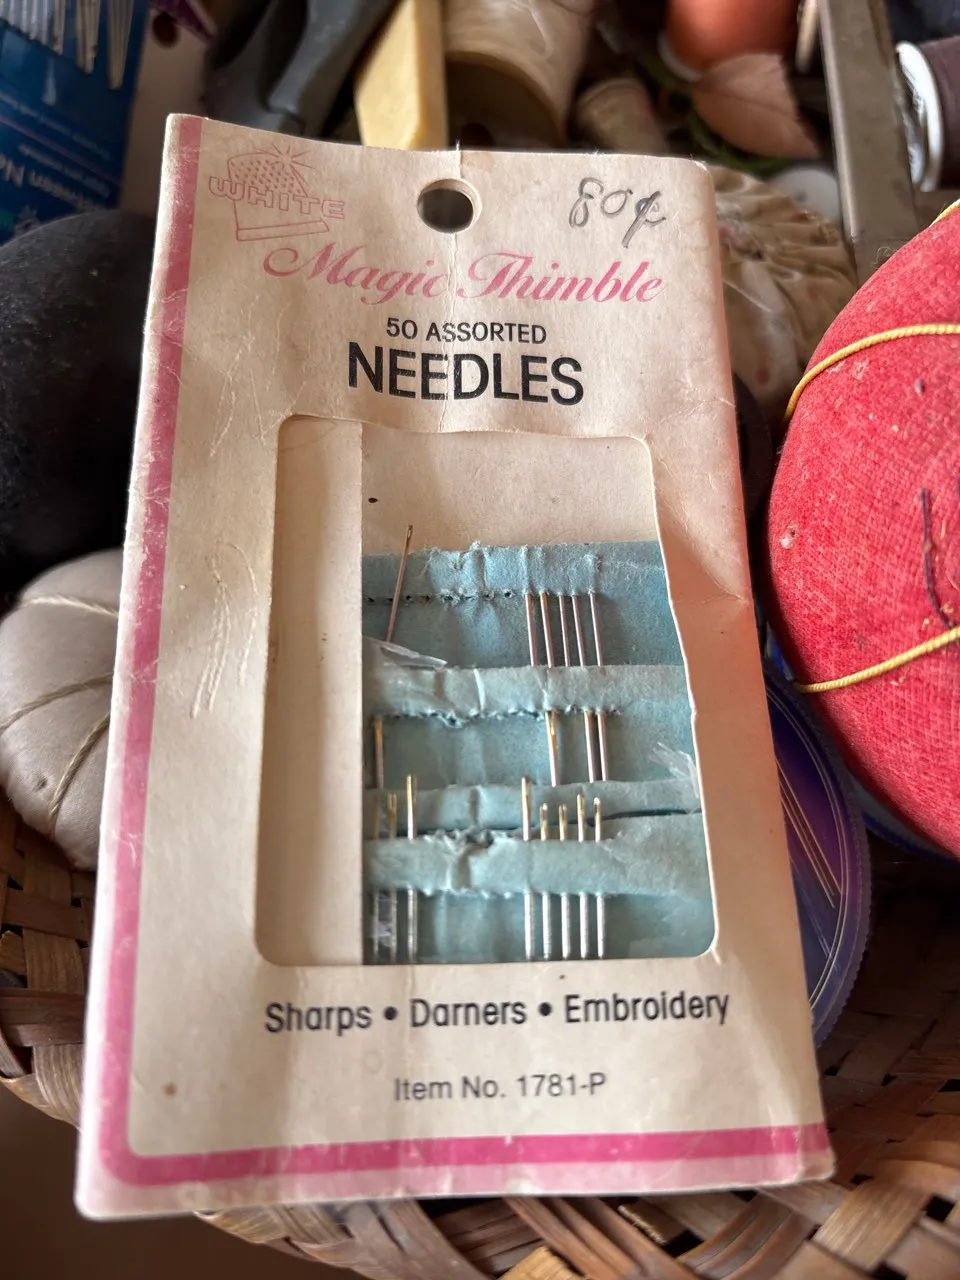 WHITE
80¢
Magic Thimble
50 ASSORTED
NEEDLES
Sharps • Darners • Embroidery
Item No. 1781-P